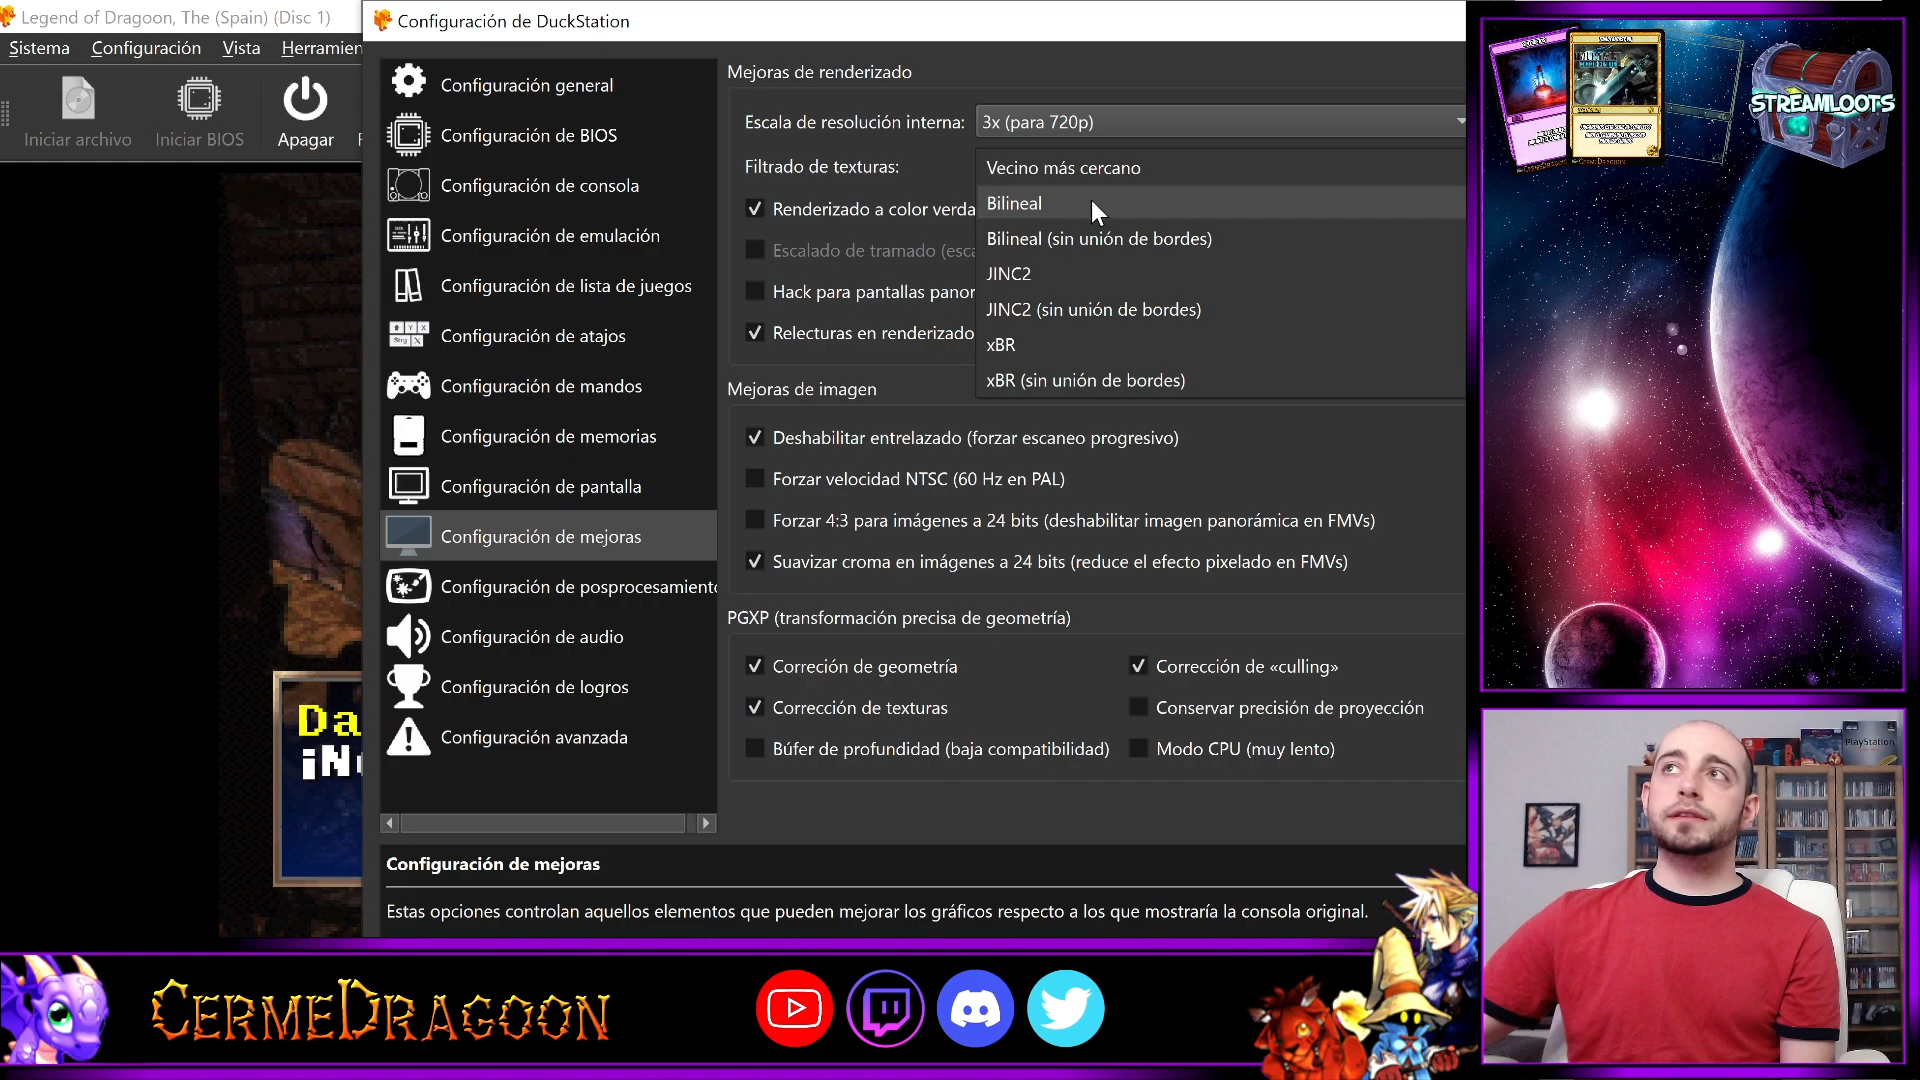 Legend of Dragoon, The (Spain) (Disc 1)
Sistema Configuración Vista Herramien
Iniciar archivo Iniciar BIOS Apagar
Configuración de DuckStation
Configuración general
Configuración de BIOS
Configuración de consola
Configuración de emulación
Configuración de lista de juegos
Configuración de atajos
Configuración de mandos
Configuración de memorias
Configuración de pantalla
Configuración de mejoras
Configuración de posprocesamiento
Configuración de audio
Configuración de logros
Configuración avanzada
Mejoras de renderizado
Escala de resolución interna: 3x (para 720p)
Filtrado de texturas:
Vecino más cercano
Bilineal
Bilineal (sin unión de bordes)
JINC2
JINC2 (sin unión de bordes)
xBR
xBR (sin unión de bordes)
Renderizado a color verda
Escalado de tramado (esca
Hack para pantallas panor
Relecturas en renderizado
Mejoras de imagen
Deshabilitar entrelazado (forzar escaneo progresivo)
Forzar velocidad NTSC (60 Hz en PAL)
Forzar 4:3 para imágenes a 24 bits (deshabilitar imagen panorámica en FMVs)
Suavizar croma en imágenes a 24 bits (reduce el efecto pixelado en FMVs)
PGXP (transformación precisa de geometría)
Correción de geometría Corrección de «culling»
Corrección de texturas Conservar precisión de proyección
Búfer de profundidad (baja compatibilidad) Modo CPU (muy lento)
Configuración de mejoras
Estas opciones controlan aquellos elementos que pueden mejorar los gráficos respecto a los que mostraría la consola original.
Da
¡N
STREAMLOOTS
PlayStation
CERMEDRAGOON